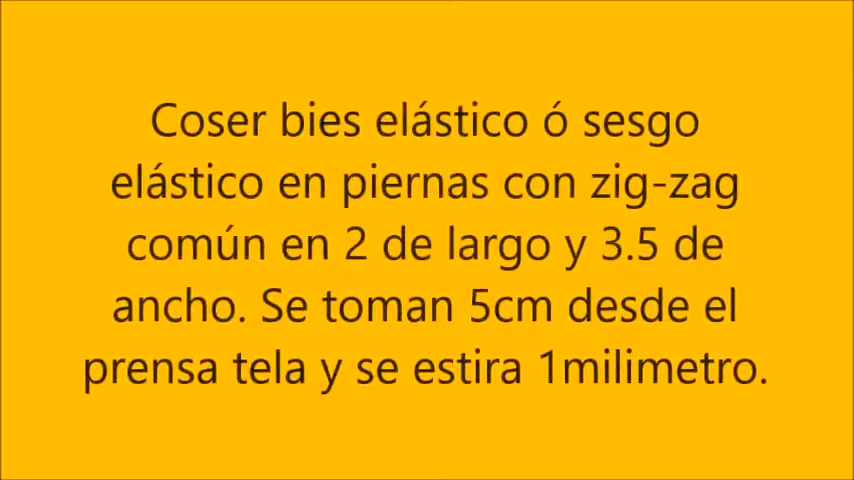 Coser bies elástico ó sesgo
elástico en piernas con zig-zag
común en 2 de largo y 3.5 de
ancho. Se toman 5cm desde el
prensa tela y se estira 1milimetro.